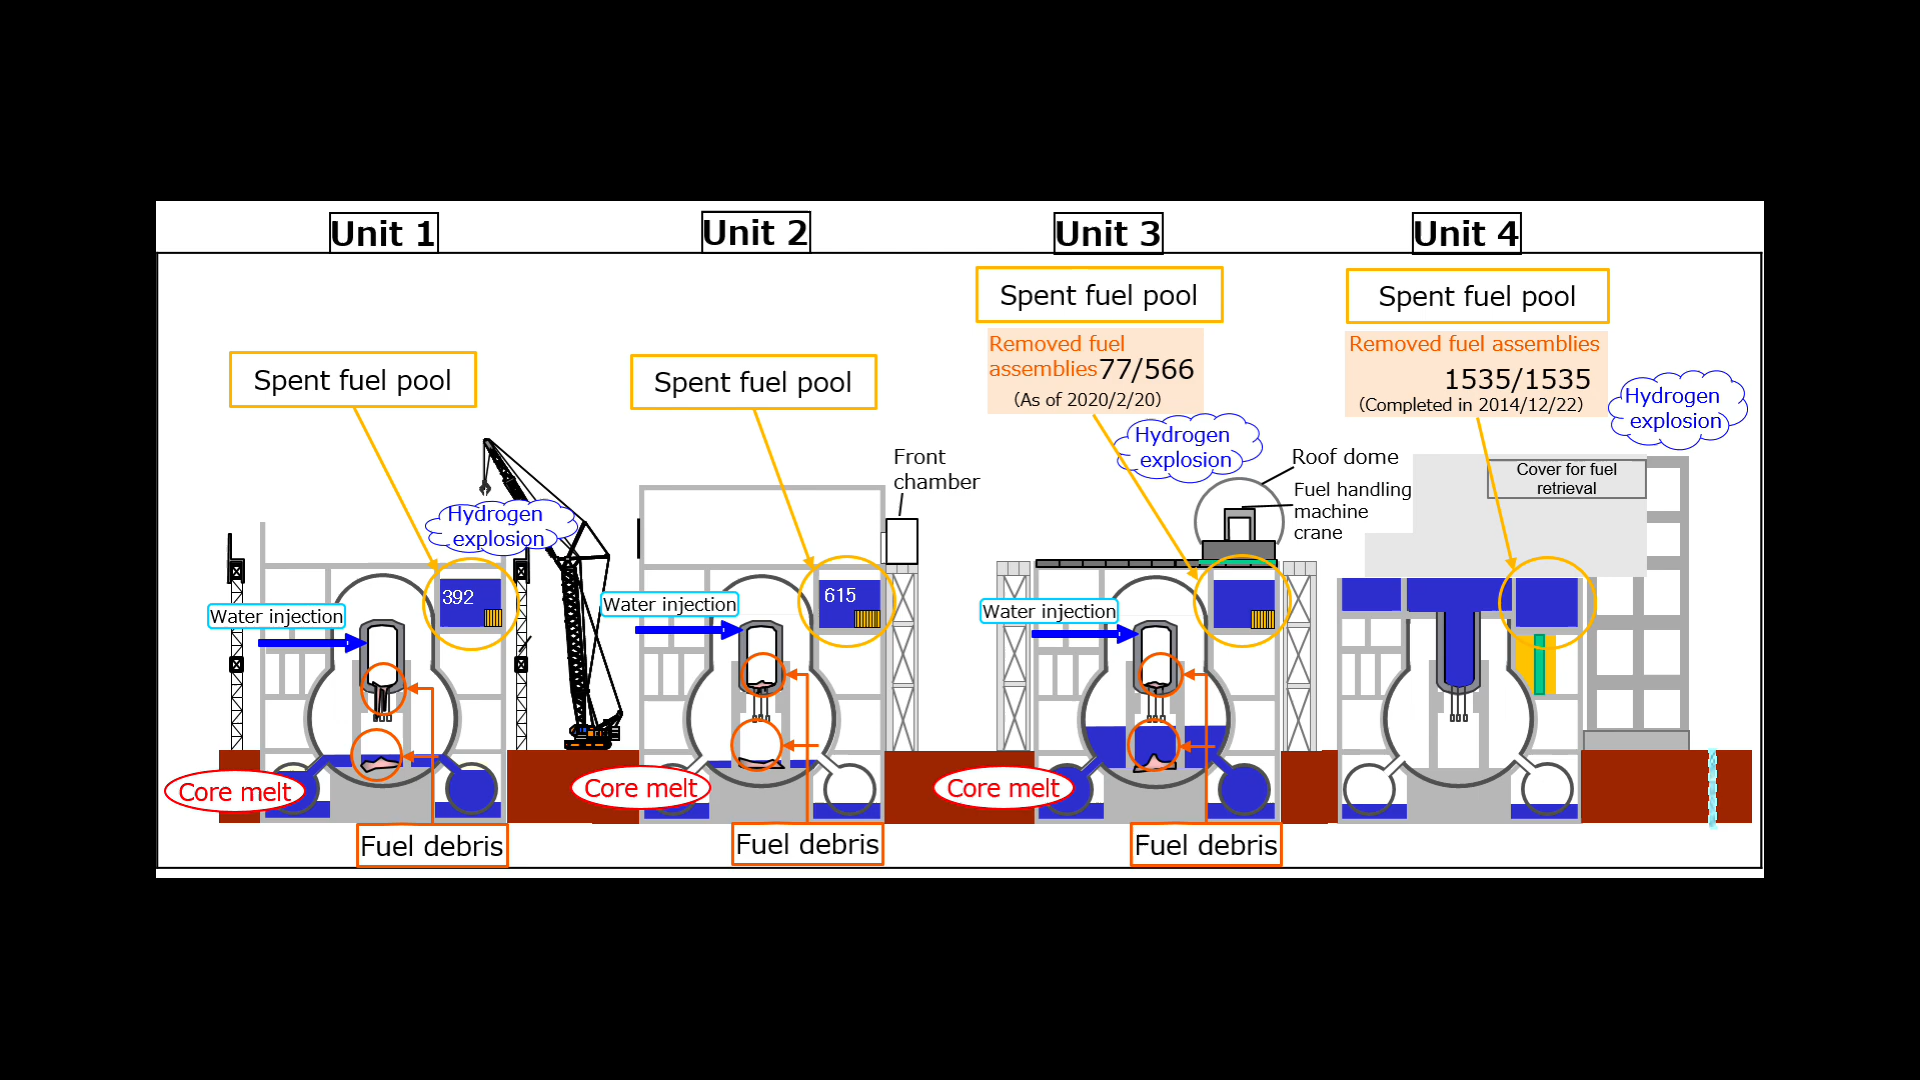 Unit 1
Unit 2
Unit 3
Unit 4
Spent fuel pool
Hydrogen
explosion
392
Water injection
Core melt
Fuel debris
Spent fuel pool
Front
chamber
615
Water injection
Core melt
Fuel debris
Spent fuel pool
Removed fuel
assemblies 77/566
(As of 2020/2/20)
Hydrogen
explosion
Roof dome
Fuel handling
machine
crane
Water injection
Core melt
Fuel debris
Spent fuel pool
Removed fuel assemblies
1535/1535
(Completed in 2014/12/22)
Hydrogen
explosion
Cover for fuel
retrieval